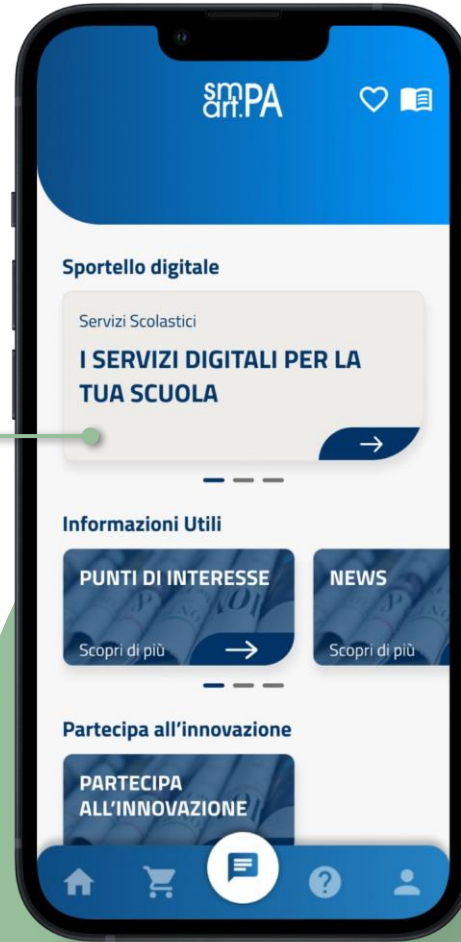 smart.PA
Sportello digitale
Servizi Scolastici
I SERVIZI DIGITALI PER LA
TUA SCUOLA
Informazioni Utili
PUNTI DI INTERESSE
Scopri di più
NEWS
Scopri di più
Partecipa all'innovazione
PARTECIPA
ALL'INNOVAZIONE